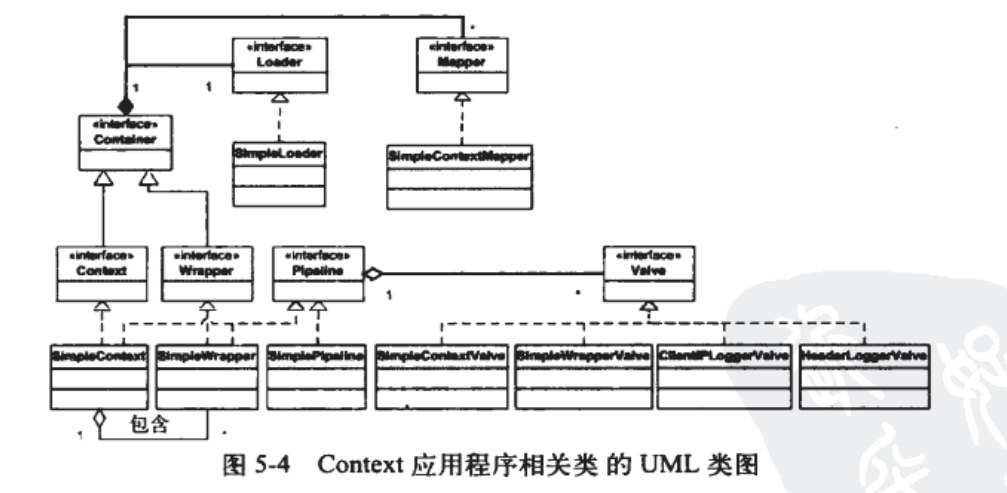 «interface»
Loader
«interface»
Mapper
*
1
1
«interface»
Container
SimpleLoader
SimpleContextMapper
«interface»
Context
«interface»
Wrapper
«interface»
Pipeline
«interface»
Valve
1
*
SimpleContext
SimpleWrapper
SimplePipeline
SimpleContextValve
SimpleWrapperValve
ClientIPLoggerValve
HeaderLoggerValve
1
包含
*
图 5-4 Context 应用程序相关类 的 UML 类图